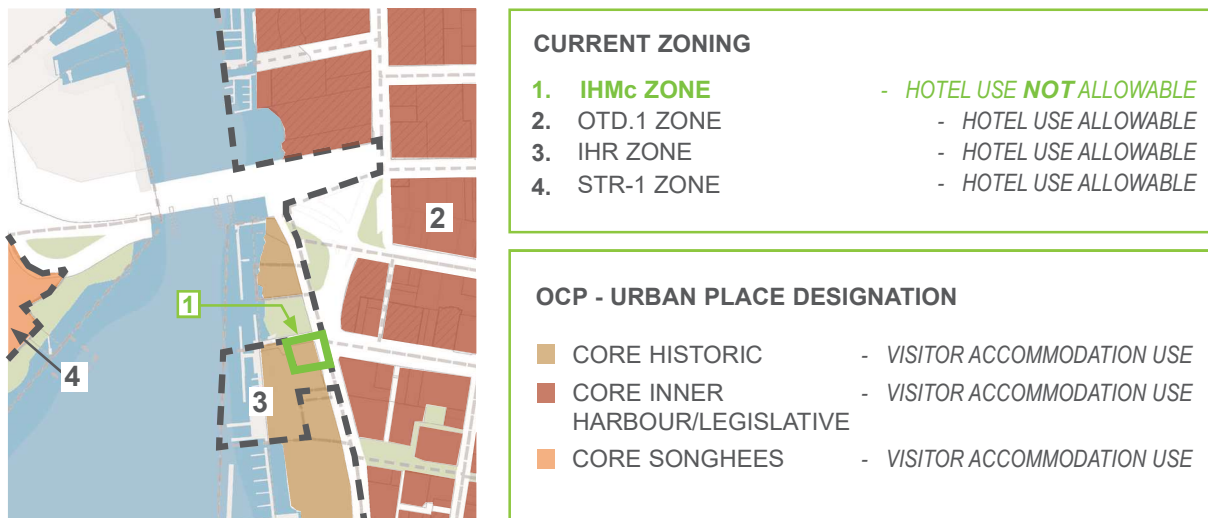 CURRENT ZONING
1. IHMc ZONE - HOTEL USE NOT ALLOWABLE
2. OTD.1 ZONE - HOTEL USE ALLOWABLE
3. IHR ZONE - HOTEL USE ALLOWABLE
4. STR-1 ZONE - HOTEL USE ALLOWABLE
2
1
4
3
OCP - URBAN PLACE DESIGNATION
CORE HISTORIC - VISITOR ACCOMMODATION USE
CORE INNER - VISITOR ACCOMMODATION USE
HARBOUR/LEGISLATIVE
CORE SONGHEES - VISITOR ACCOMMODATION USE